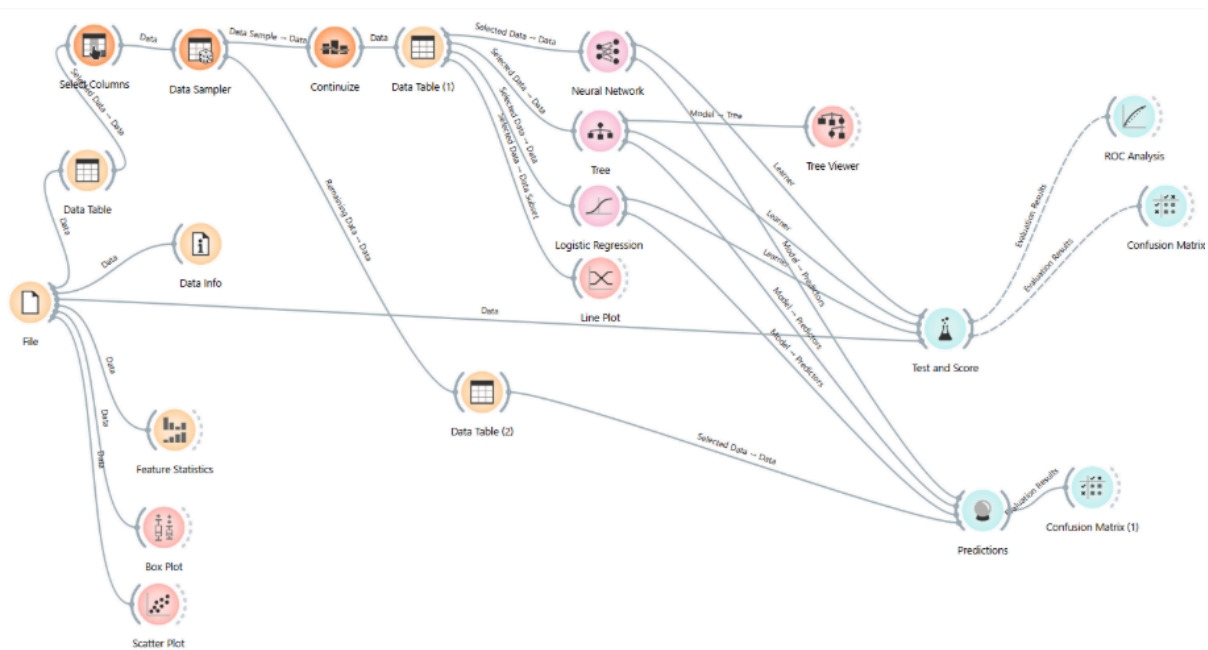 Select Columns
Data
Data Sampler
Data Sample → Data
Continuize
Data
Data Table (1)
Selected Data → Data
Neural Network
Selected Data → Data
Tree
Selected Data → Data
Logistic Regression
Selected Data → Data Subset
Line Plot
Model → Tree
Tree Viewer
ROC Analysis
Confusion Matrix
Selected Data → Data
Data Table
Data
Data
Data Info
File
Data
Remaining Data → Data
Learner
Learner
Learner
Model → Predictors
Model → Predictors
Model → Predictors
Evaluation Results
Evaluation Results
Test and Score
Data
Data
Data
Feature Statistics
Box Plot
Scatter Plot
Data Table (2)
Selected Data → Data
Predictions
aluation Results
Confusion Matrix (1)